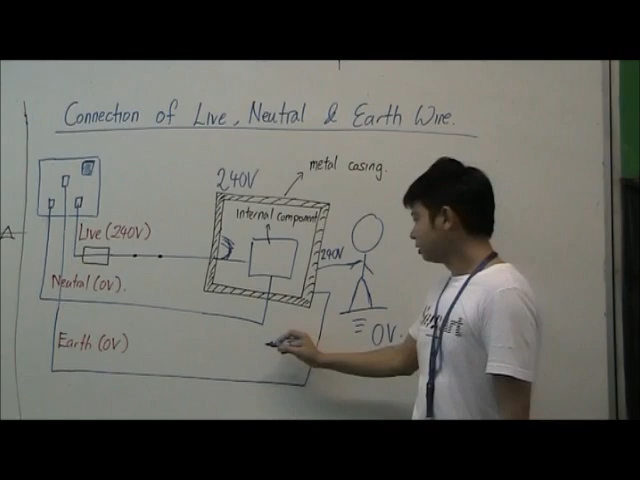 Connection of Live, Neutral & Earth Wire.
240V
metal casing.
internal component
Live (240V)
240V
Neutral (0V).
0V.
Earth (0V)